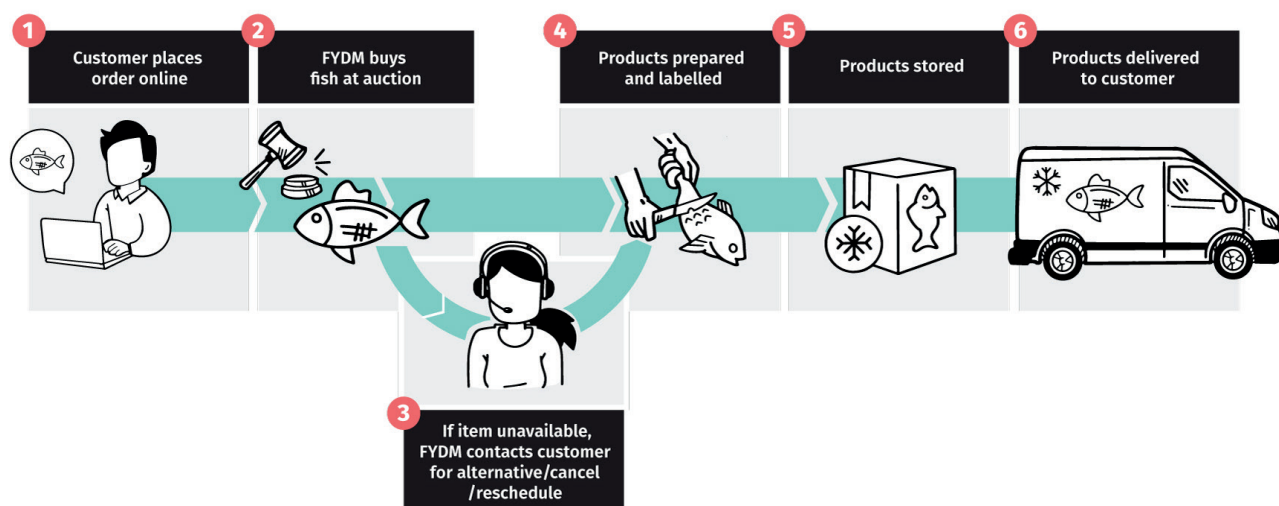 1
Customer places
order online
2
FYDM buys
fish at auction
3
If item unavailable,
FYDM contacts customer
for alternative/cancel
/reschedule
4
Products prepared
and labelled
5
Products stored
6
Products delivered
to customer